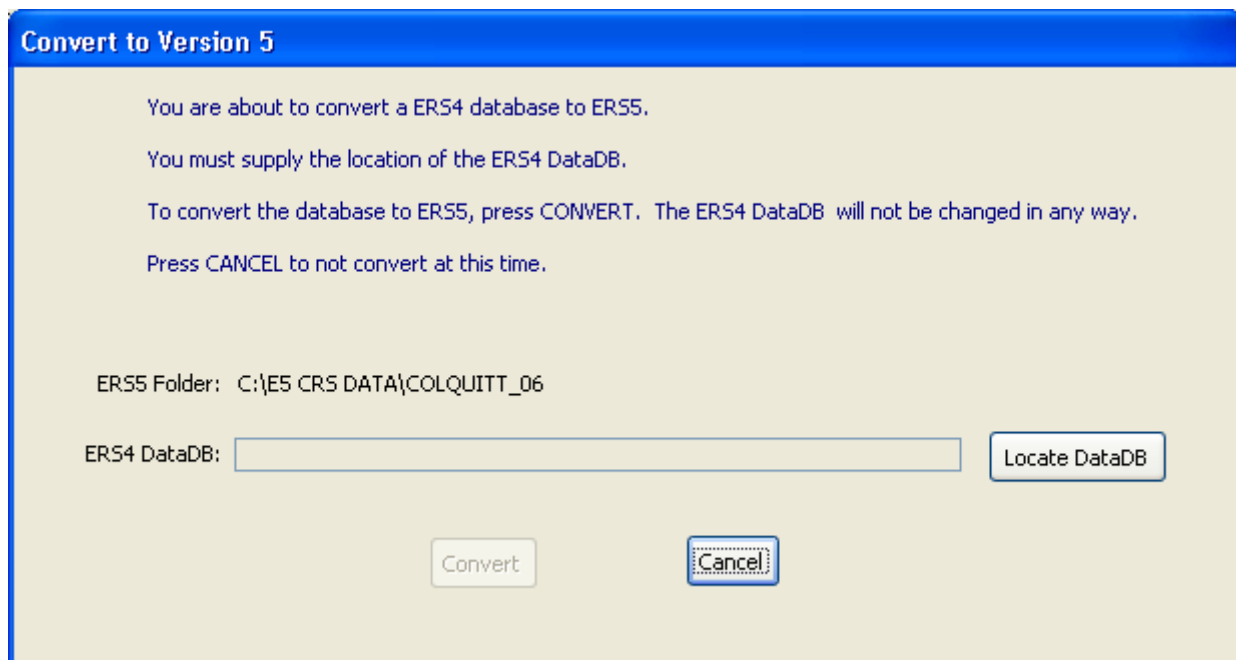 Convert to Version 5
You are about to convert a ERS4 database to ERS5.
You must supply the location of the ERS4 DataDB.
To convert the database to ERS5, press CONVERT.  The ERS4 DataDB  will not be changed in any way.
Press CANCEL to not convert at this time.
ERS5 Folder: C:\E5 CRS DATA\COLQUITT_06
ERS4 DataDB:
Locate DataDB
Convert
Cancel